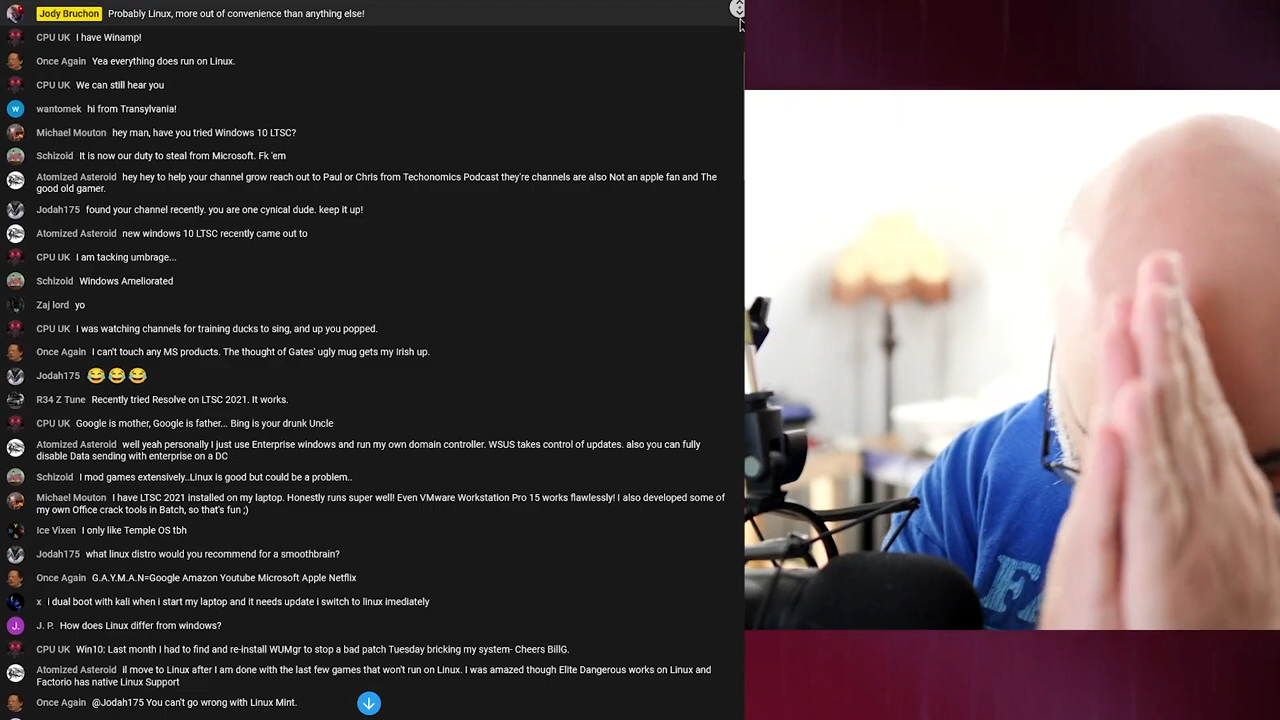 Jody Bruchon Probably Linux, more out of convenience than anything else!
CPU UK I have Winamp!
Once Again Yea everything does run on Linux.
CPU UK We can still hear you
w wantomek hi from Transylvania!
Michael Mouton hey man, have you tried Windows 10 LTSC?
Schizoid It is now our duty to steal from Microsoft. Fk 'em
Atomized Asteroid hey hey to help your channel grow reach out to Paul or Chris from Techonomics Podcast they're channels are also Not an apple fan and The
good old gamer.
Jodah175 found your channel recently. you are one cynical dude. keep it up!
Atomized Asteroid new windows 10 LTSC recently came out to
CPU UK I am tacking umbrage...
Schizoid Windows Ameliorated
Zaj lord yo
CPU UK I was watching channels for training ducks to sing, and up you popped.
Once Again I can't touch any MS products. The thought of Gates' ugly mug gets my Irish up.
Jodah175 😂😂😂
R34 Z Tune Recently tried Resolve on LTSC 2021. It works.
CPU UK Google is mother, Google is father... Bing is your drunk Uncle
Atomized Asteroid well yeah personally I just use Enterprise windows and run my own domain controller. WSUS takes control of updates. also you can fully
disable Data sending with enterprise on a DC
Schizoid I mod games extensively..Linux is good but could be a problem..
Michael Mouton I have LTSC 2021 installed on my laptop. Honestly runs super well! Even VMware Workstation Pro 15 works flawlessly! I also developed some of
my own Office crack tools in Batch, so that's fun ;)
Ice Vixen I only like Temple OS tbh
Jodah175 what linux distro would you recommend for a smoothbrain?
Once Again G.A.Y.M.A.N=Google Amazon Youtube Microsoft Apple Netflix
x i dual boot with kali when i start my laptop and it needs update i switch to linux imediately
J. J. P. How does Linux differ from windows?
CPU UK Win10: Last month I had to find and re-install WUMgr to stop a bad patch Tuesday bricking my system- Cheers BillG.
Atomized Asteroid il move to Linux after I am done with the last few games that won't run on Linux. I was amazed though Elite Dangerous works on Linux and
Factorio has native Linux Support
Once Again @Jodah175 You can't go wrong with Linux Mint.